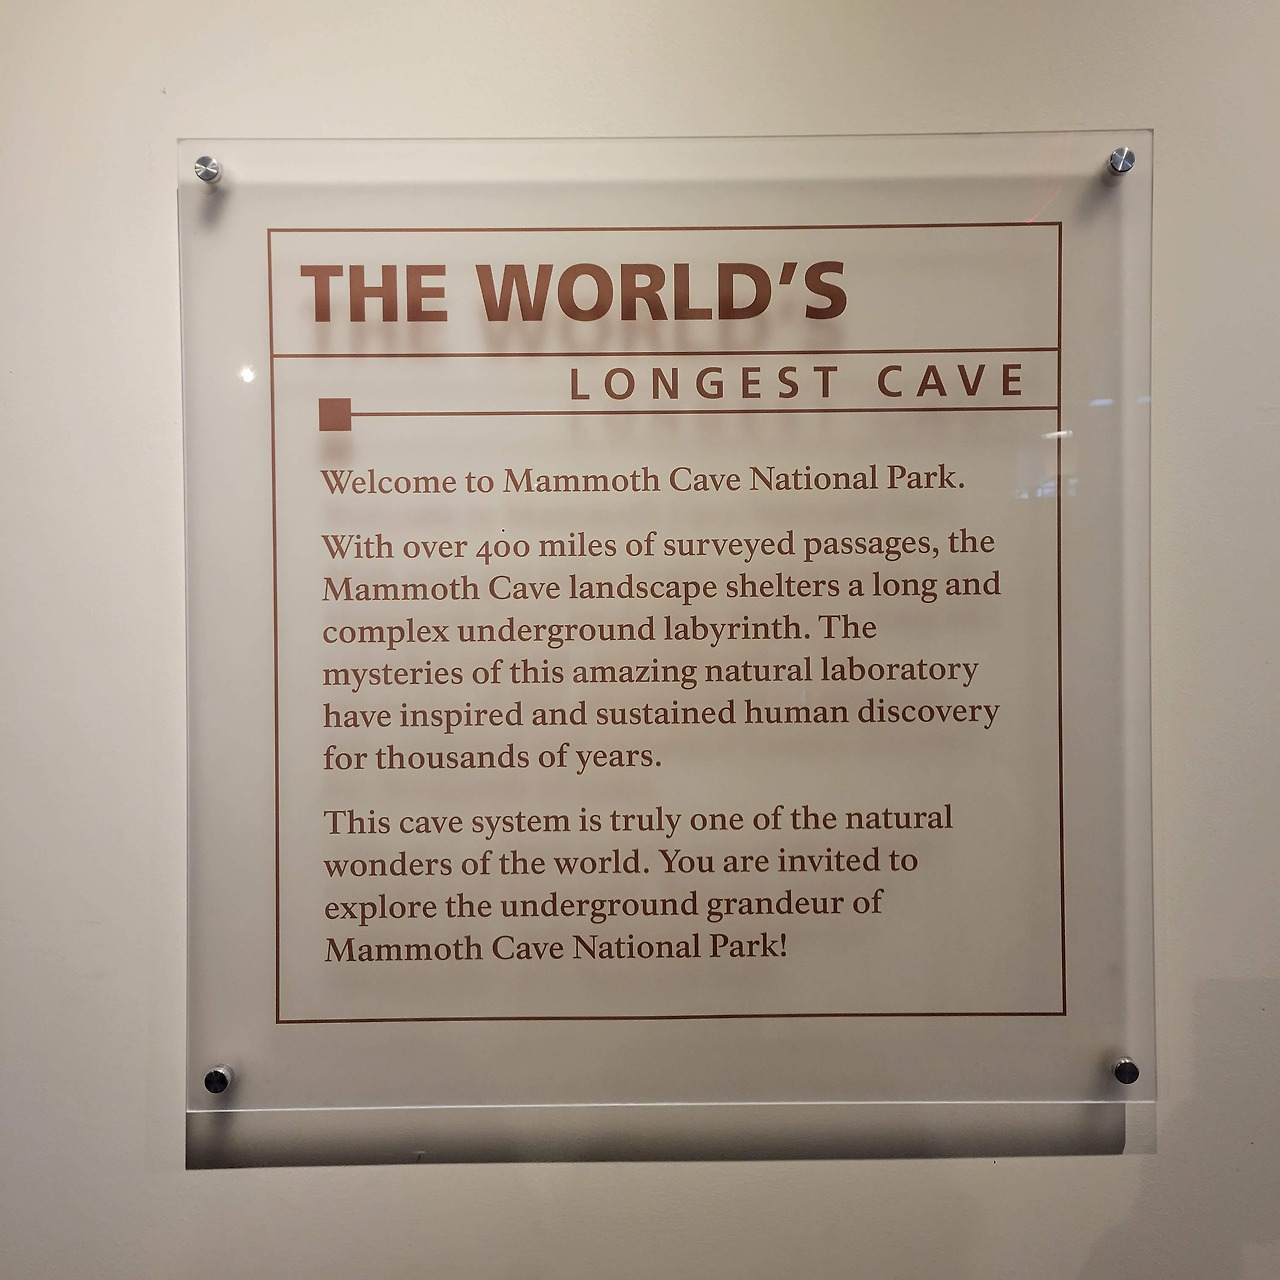 THE WORLD'S
LONGEST CAVE
Welcome to Mammoth Cave National Park.
With over 400 miles of surveyed passages, the
Mammoth Cave landscape shelters a long and
complex underground labyrinth. The
mysteries of this amazing natural laboratory
have inspired and sustained human discovery
for thousands of years.
This cave system is truly one of the natural
wonders of the world. You are invited to
explore the underground grandeur of
Mammoth Cave National Park!